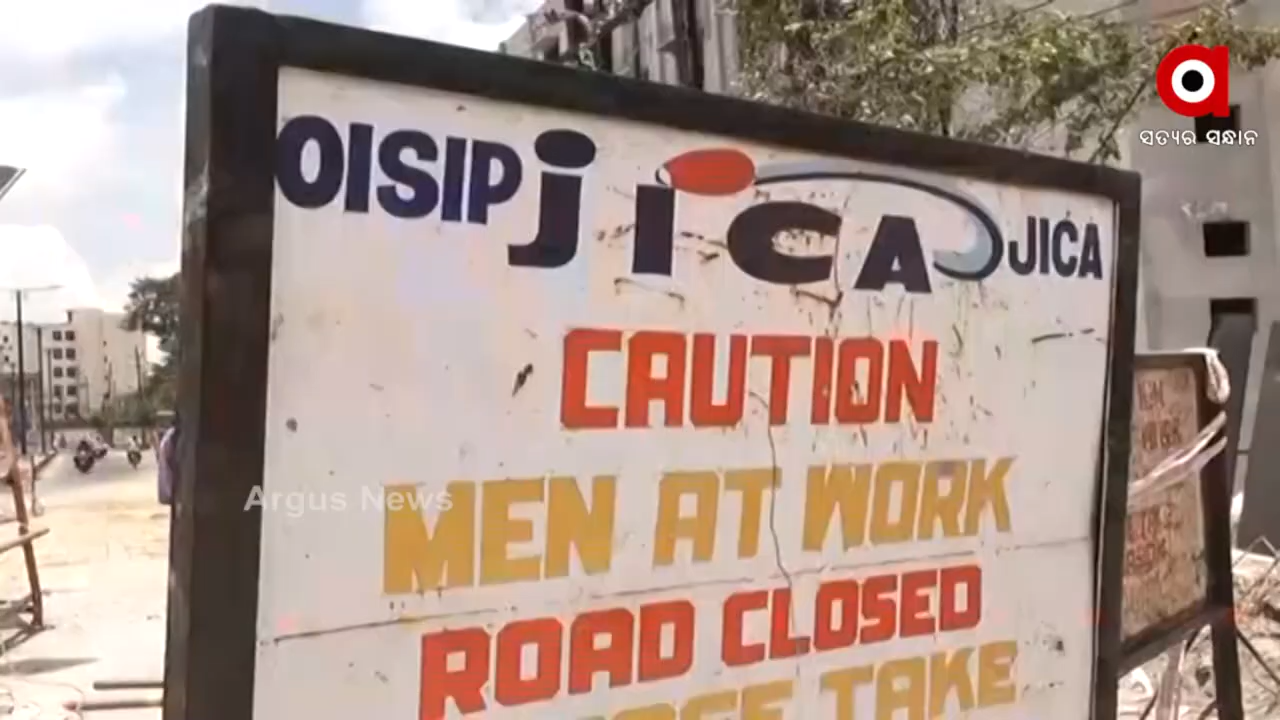 ସତ୍ୟର ସନ୍ଧାନ
OISIP j JICA JICA
CAUTION
MEN AT WORK
Argus News
ROAD CLOSED
TAKE